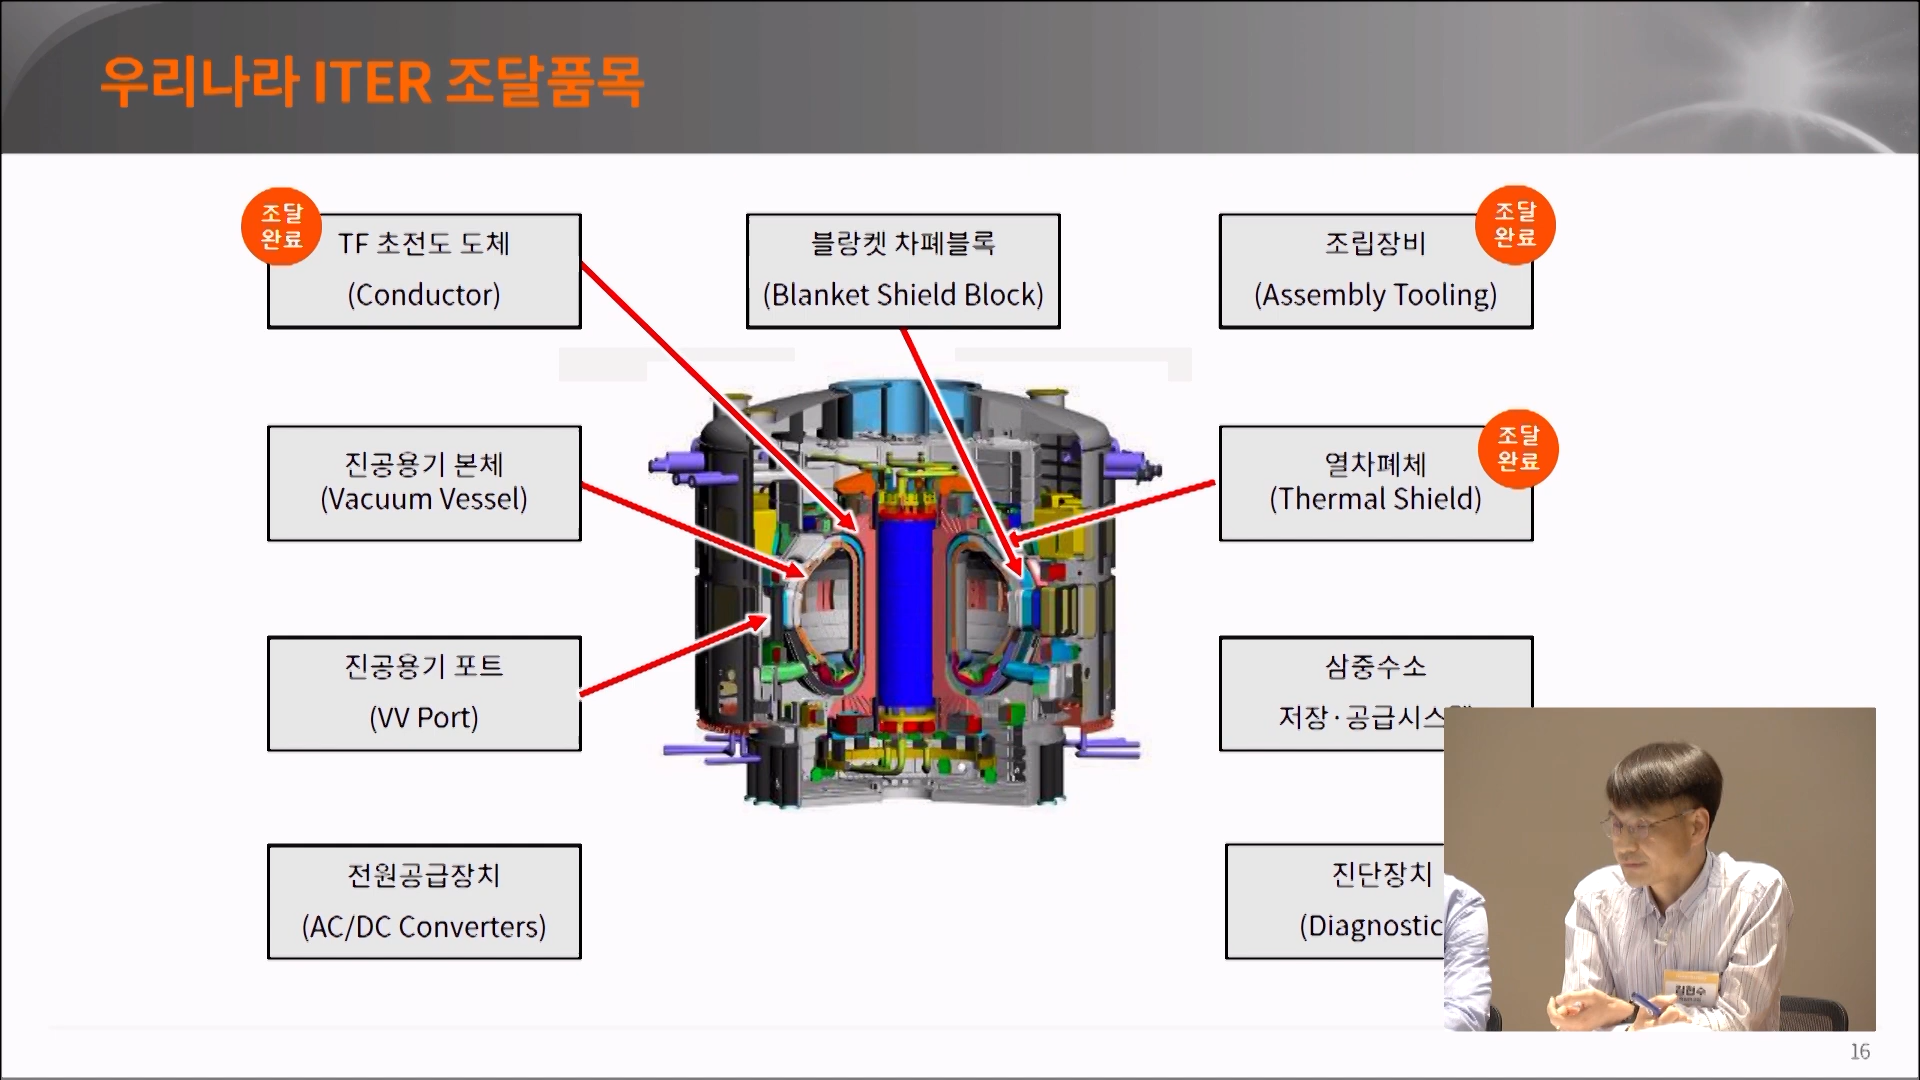 우리나라 ITER 조달품목
조달
완료
TF 초전도 도체
(Conductor)
블랑켓 차폐블록
(Blanket Shield Block)
조달
완료
조립장비
(Assembly Tooling)
진공용기 본체
(Vacuum Vessel)
조달
완료
열차폐체
(Thermal Shield)
진공용기 포트
(VV Port)
삼중수소
저장·공급시스
전원공급장치
(AC/DC Converters)
진단장치
(Diagnostic
김현수
16